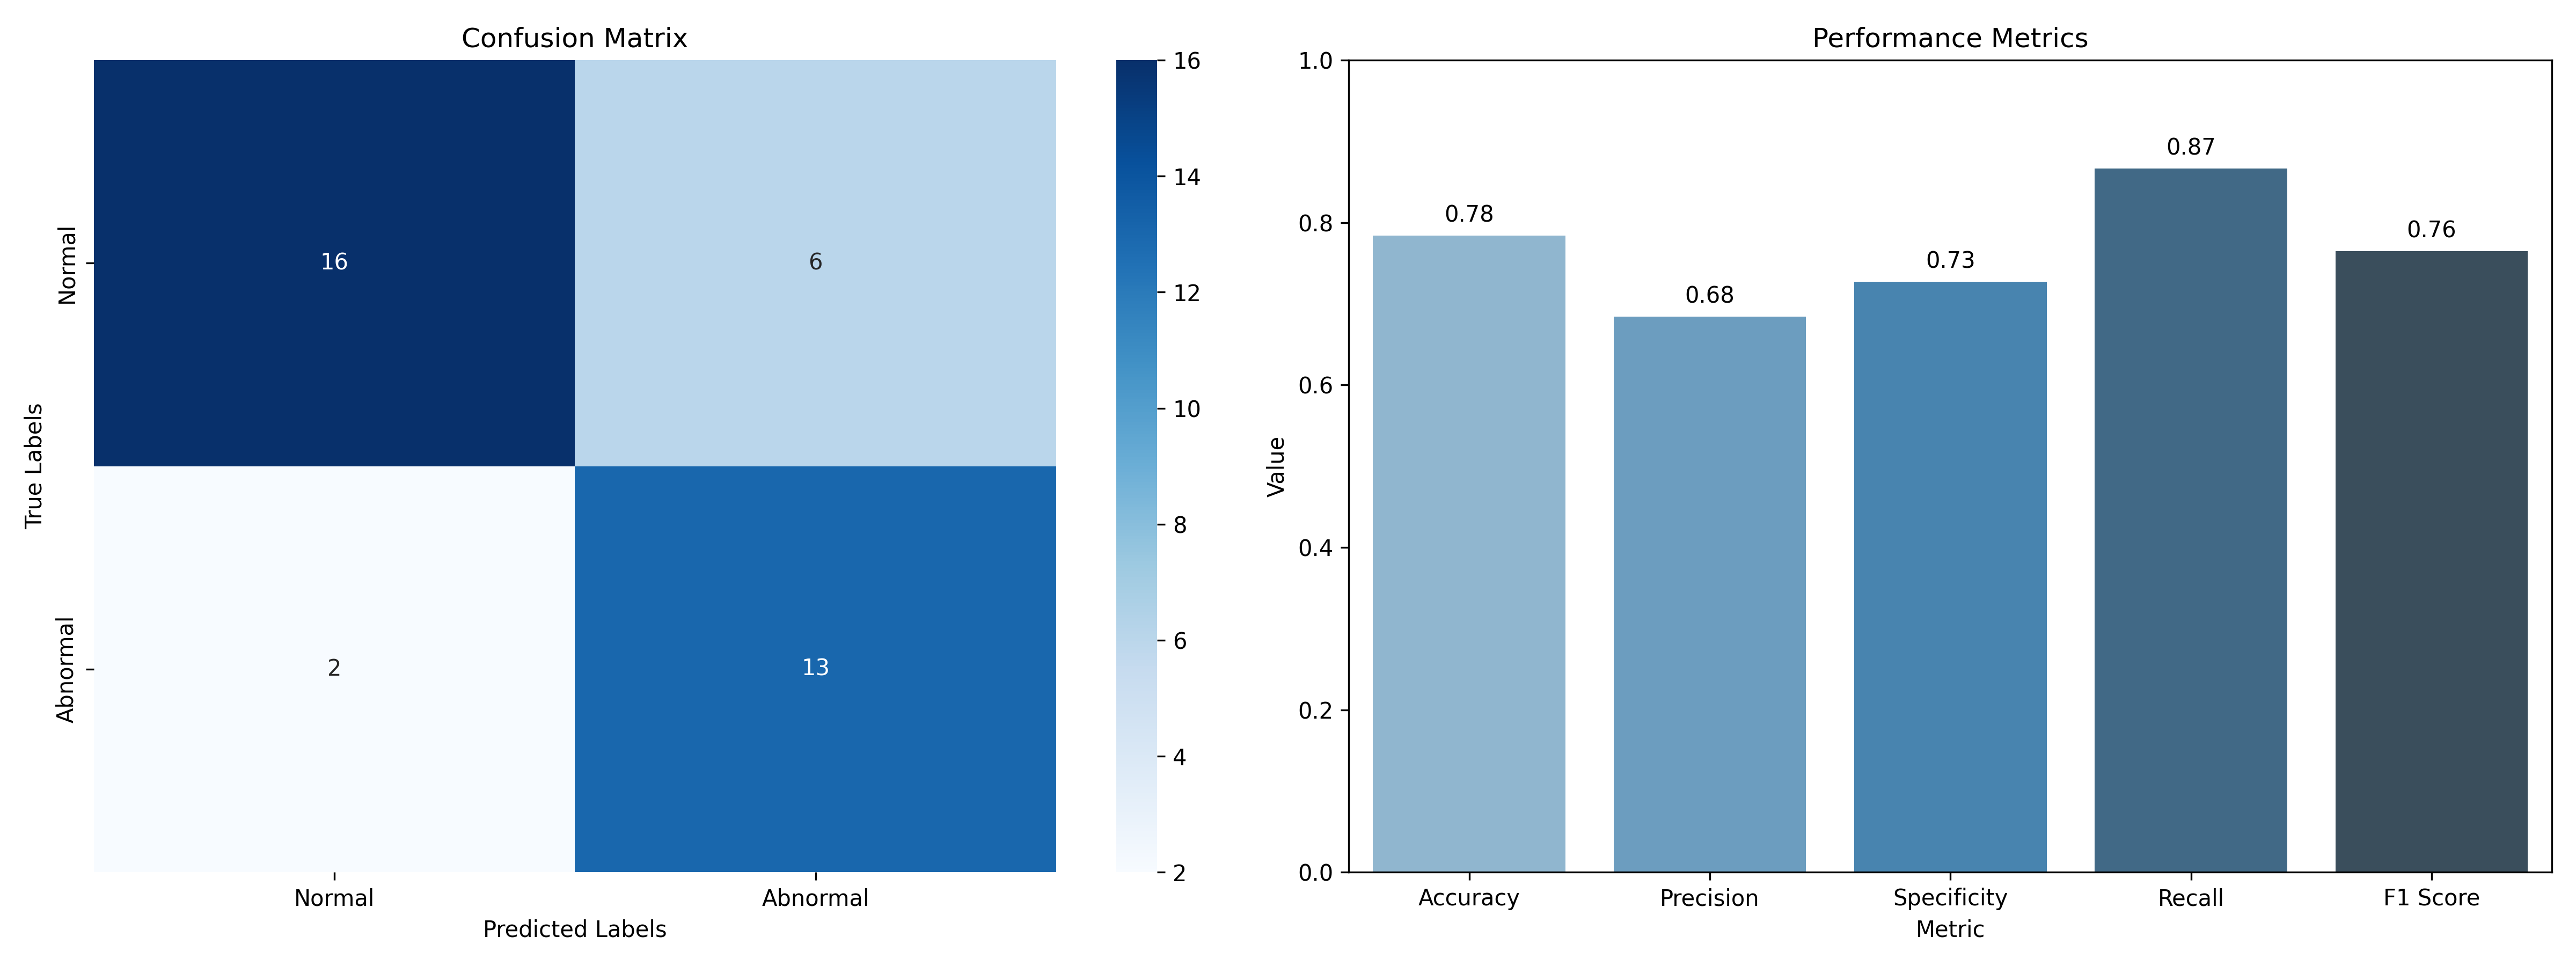 Confusion Matrix
True Labels
Normal
Abnormal
16
6
2
13
Normal
Abnormal
Predicted Labels
16
14
12
10
8
6
4
2
Performance Metrics
Value
1.0
0.8
0.6
0.4
0.2
0.0
0.78
0.68
0.73
0.87
0.76
Accuracy
Precision
Specificity
Recall
F1 Score
Metric